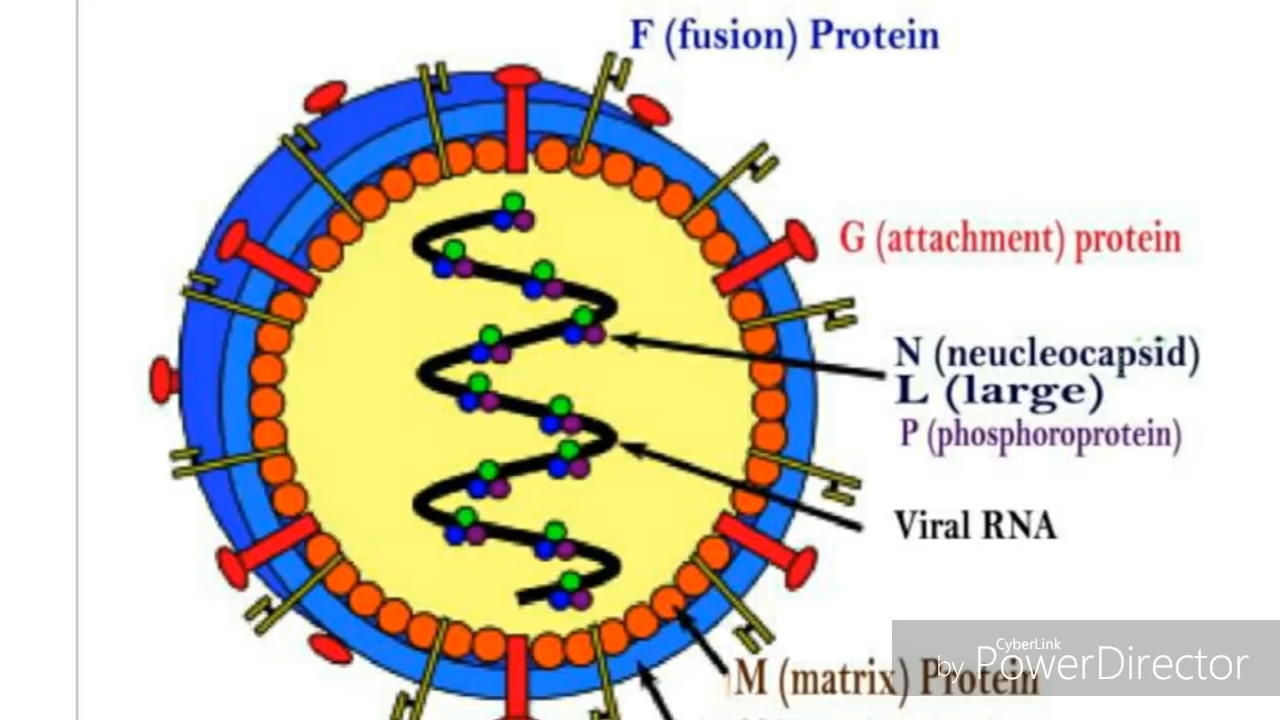 F (fusion) Protein
G (attachment) protein
N (neucleocapsid)
L (large)
P (phosphoroprotein)
Viral RNA
M (matrix) Protein
CyberLink
by PowerDirector